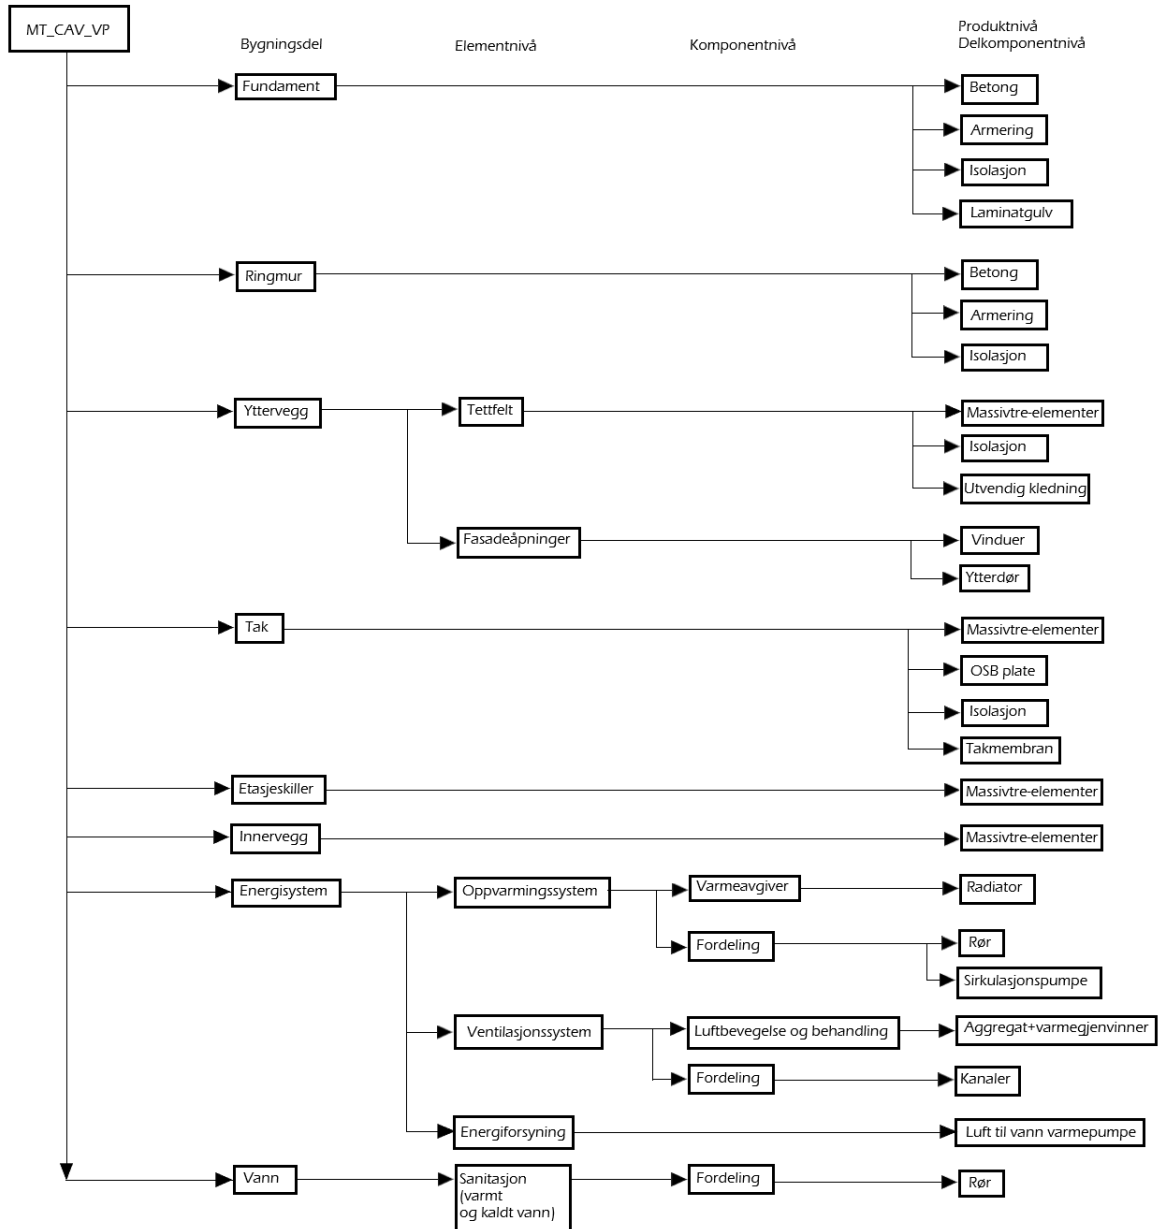 MT_CAV_VP
Bygningsdel
Elementnivå
Komponentnivå
Produktnivå
Delkomponentnivå
Fundament
Betong
Armering
Isolasjon
Laminatgulv
Ringmur
Betong
Armering
Isolasjon
Yttervegg
Tettfelt
Massivtre-elementer
Isolasjon
Utvendig kledning
Fasadeåpninger
Vinduer
Ytterdør
Tak
Massivtre-elementer
OSB plate
Isolasjon
Takmembran
Etasjeskiller
Massivtre-elementer
Innervegg
Massivtre-elementer
Energisystem
Oppvarmingssystem
Varmeavgiver
Radiator
Fordeling
Rør
Sirkulasjonspumpe
Ventilasjonssystem
Luftbevegelse og behandling
Aggregat+varmegjenvinner
Fordeling
Kanaler
Energiforsyning
Luft til vann varmepumpe
Vann
Sanitasjon
(varmt
og kaldt vann)
Fordeling
Rør